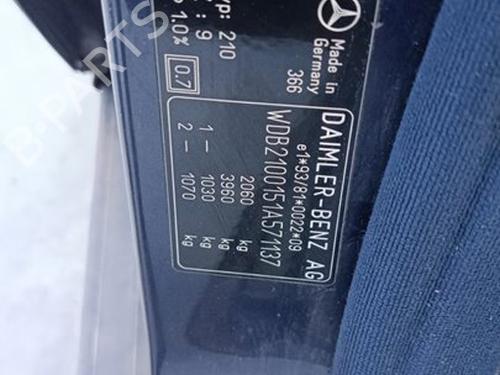 DAIMLER-BENZ AG
e1*93/81*0022*09
WDB2100151A571137
2060 kg
3960 kg
1 — 1030 kg
2 — 1070 kg
Made in
Germany
366
yp: 210
: 9
1.0%
0.7
B-Parts